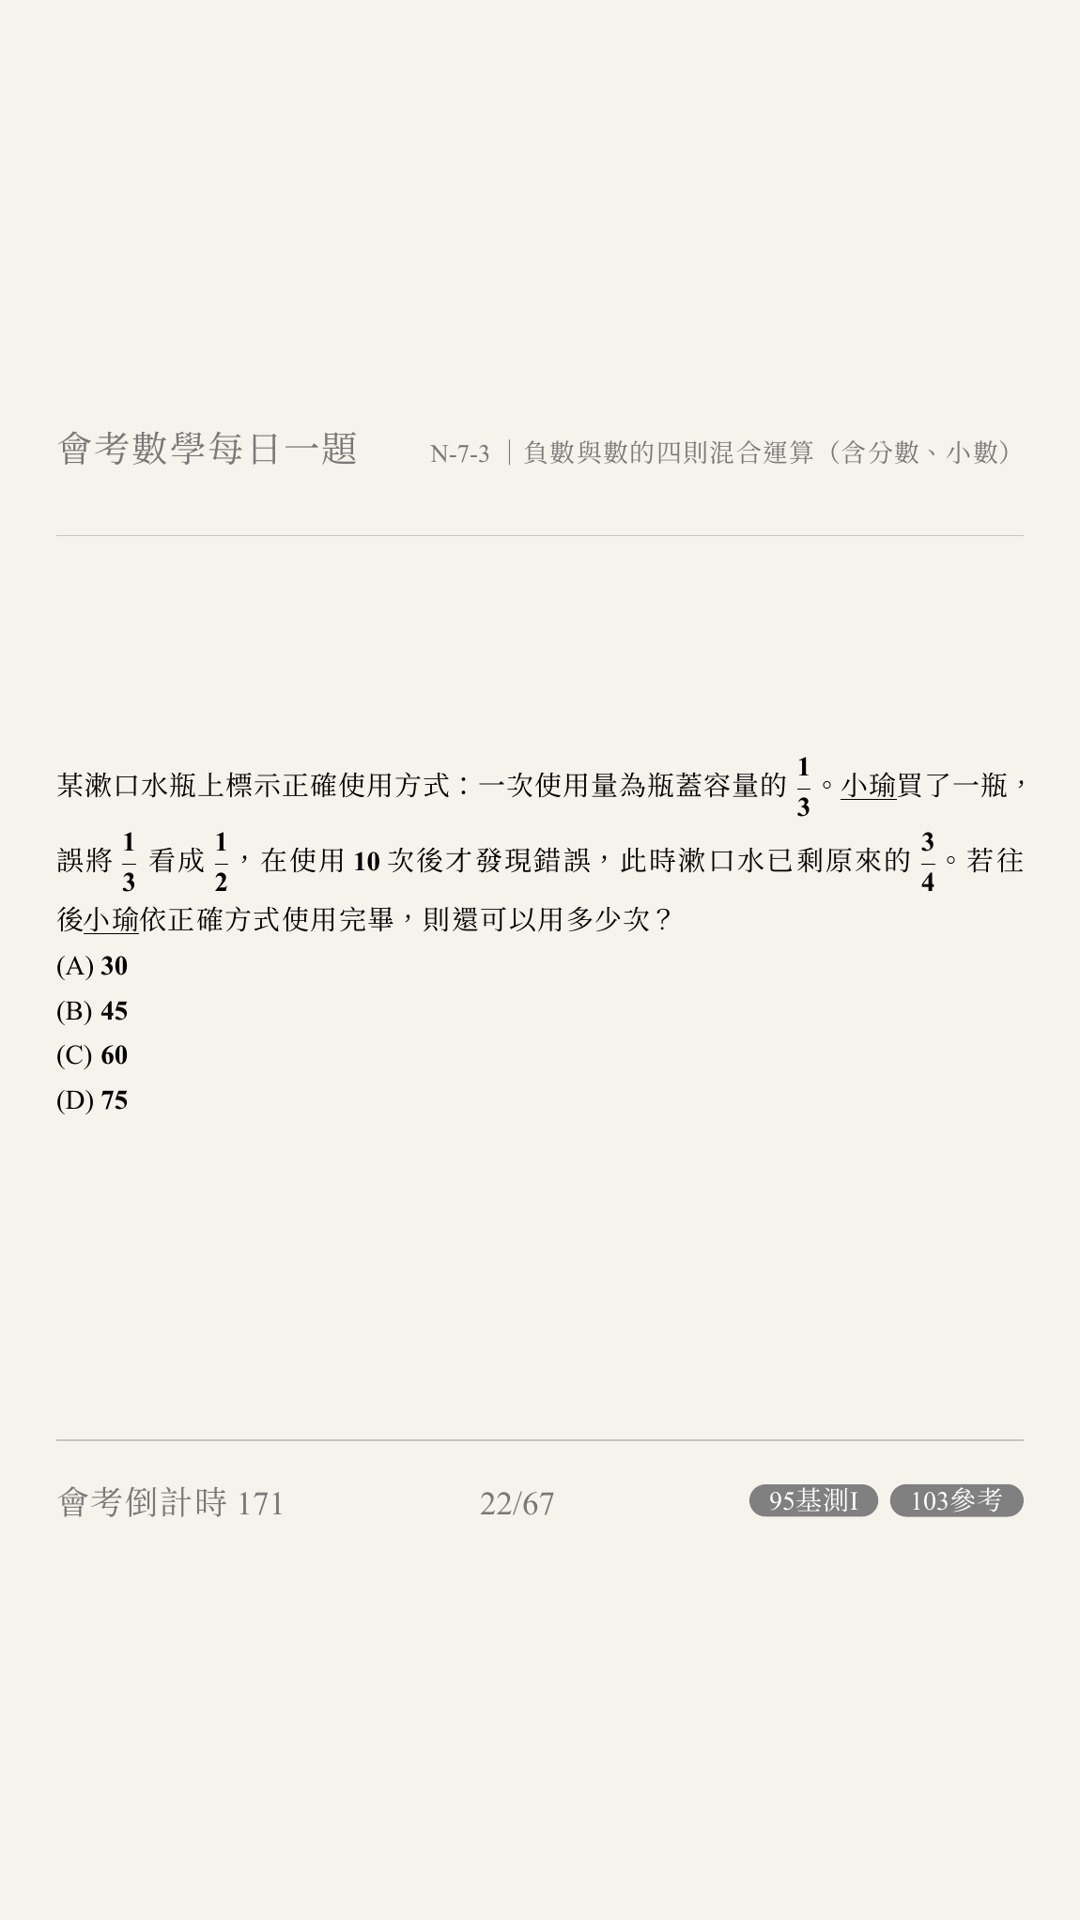 會考數學每日一題
N-7-3｜負數與數的四則混合運算（含分數、小數）
某漱口水瓶上標示正確使用方式：一次使用量為瓶蓋容量的 1/3。小瑜買了一瓶，
誤將 1/3 看成 1/2，在使用 10 次後才發現錯誤，此時漱口水已剩原來的 3/4。若往
後小瑜依正確方式使用完畢，則還可以用多少次？
(A) 30
(B) 45
(C) 60
(D) 75
會考倒計時 171
22/67
95基測I
103參考